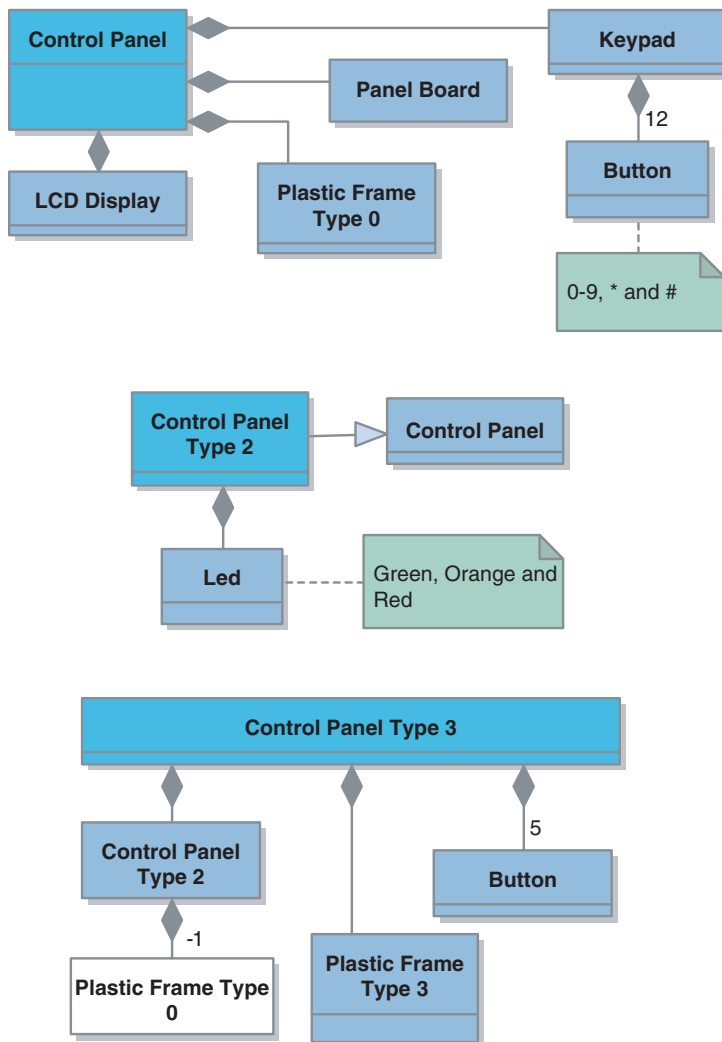 Control Panel
Keypad
Panel Board
12
LCD Display
Plastic Frame
Type 0
Button
0-9, * and #
Control Panel
Type 2
Control Panel
Led
Green, Orange and
Red
Control Panel Type 3
Control Panel
Type 2
5
Button
-1
Plastic Frame Type
0
Plastic Frame
Type 3